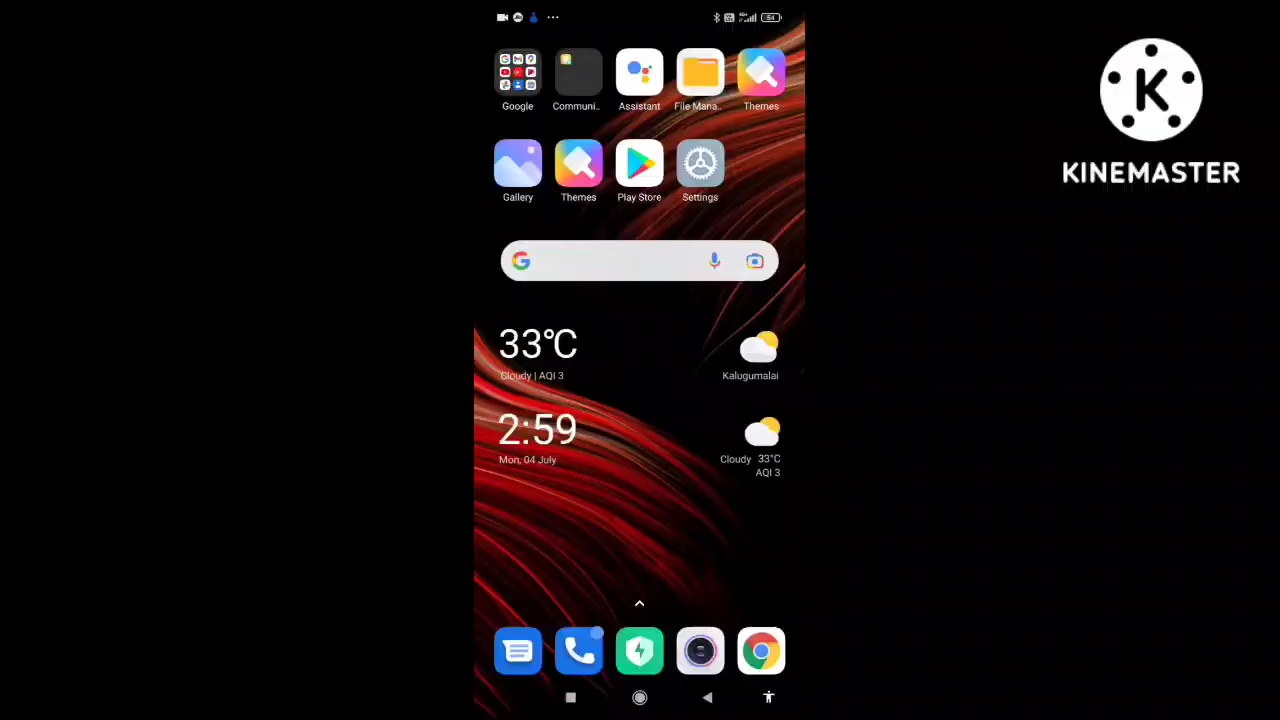 54
Google
Communi..
Assistant
File Mana..
Themes
Gallery
Themes
Play Store
Settings
33°C
Cloudy | AQI 3
Kalugumalai
2:59
Mon, 04 July
Cloudy 33°C
AQI 3
K
KINEMASTER